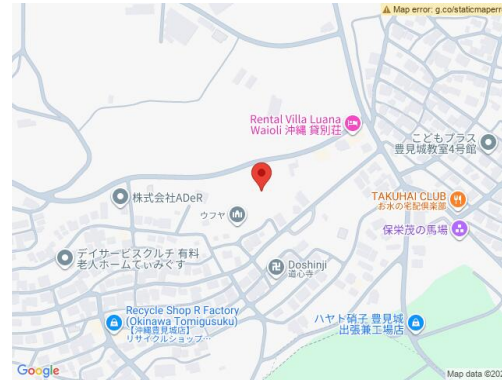 Map error: g.co/staticmaperr
Rental Villa Luana
Waioli 沖縄 貸別荘
こどもプラス
豊見城教室4号館
株式会社ADeR
TAKUHAI CLUB
お水の宅配倶楽部
ウフヤ
保栄茂の馬場
デイサービスクルチ 有料
老人ホームてぃみぐす
Doshinji
道心寺
Recycle Shop R Factory
(Okinawa Tomigusuku)
【沖縄豊見城店】
リサイクルショップ…
ハヤト硝子 豊見城
出張兼工場店
Google
Map data ©202